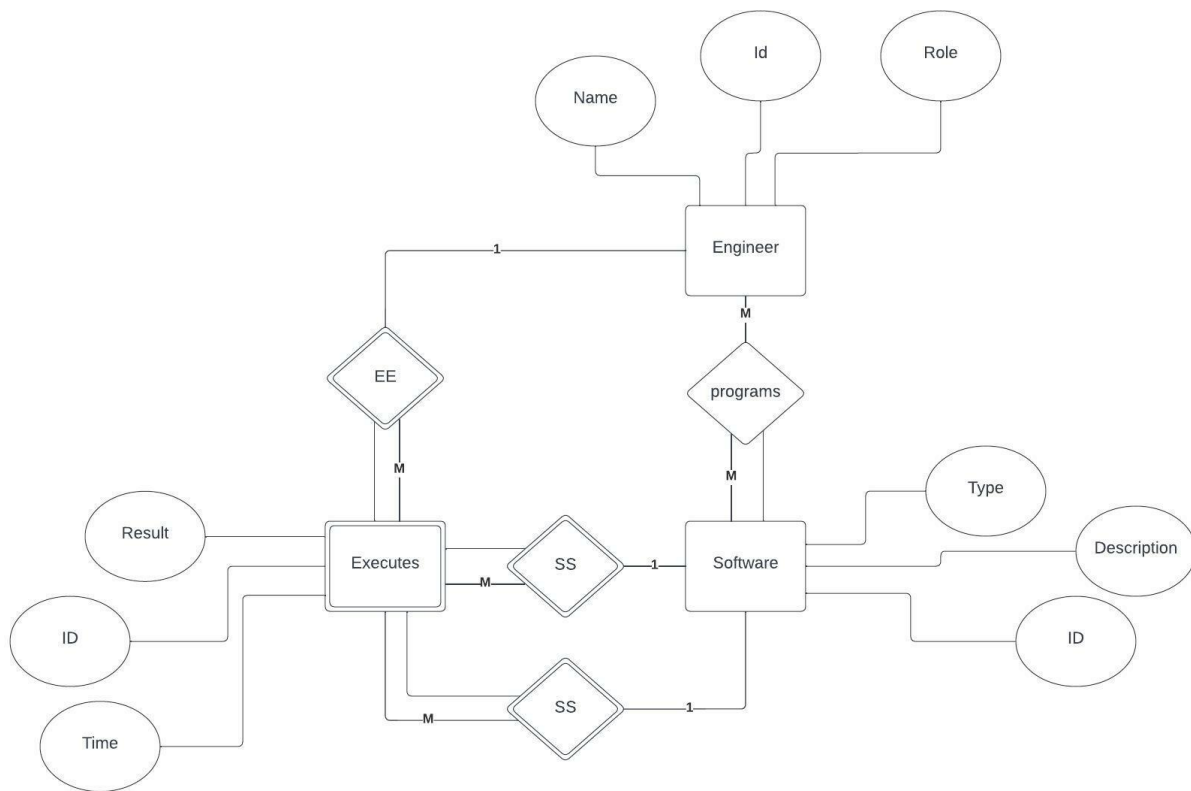 Id
Role
Name
Engineer
1
M
EE
programs
M
M
Type
Result
Description
Executes
SS
Software
M
1
ID
ID
SS
M
1
Time